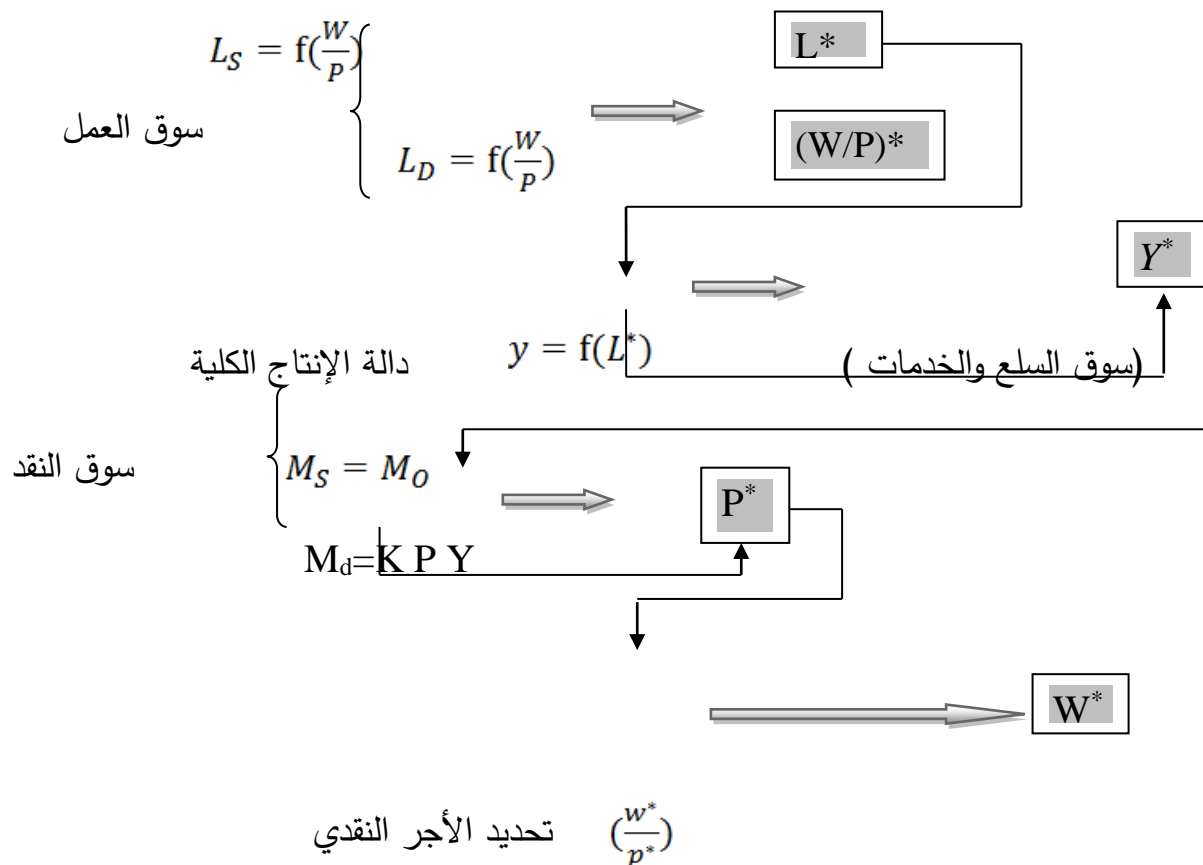 L_S = f(W/P)
L*
سوق العمل
L_D = f(W/P)
(W/P)*
Y*
دالة الإنتاج الكلية
y = f(L*)
(سوق السلع والخدمات )
سوق النقد
M_S = M_O
P*
M_d=K P Y
W*
تحديد الأجر النقدي (w*/p*)